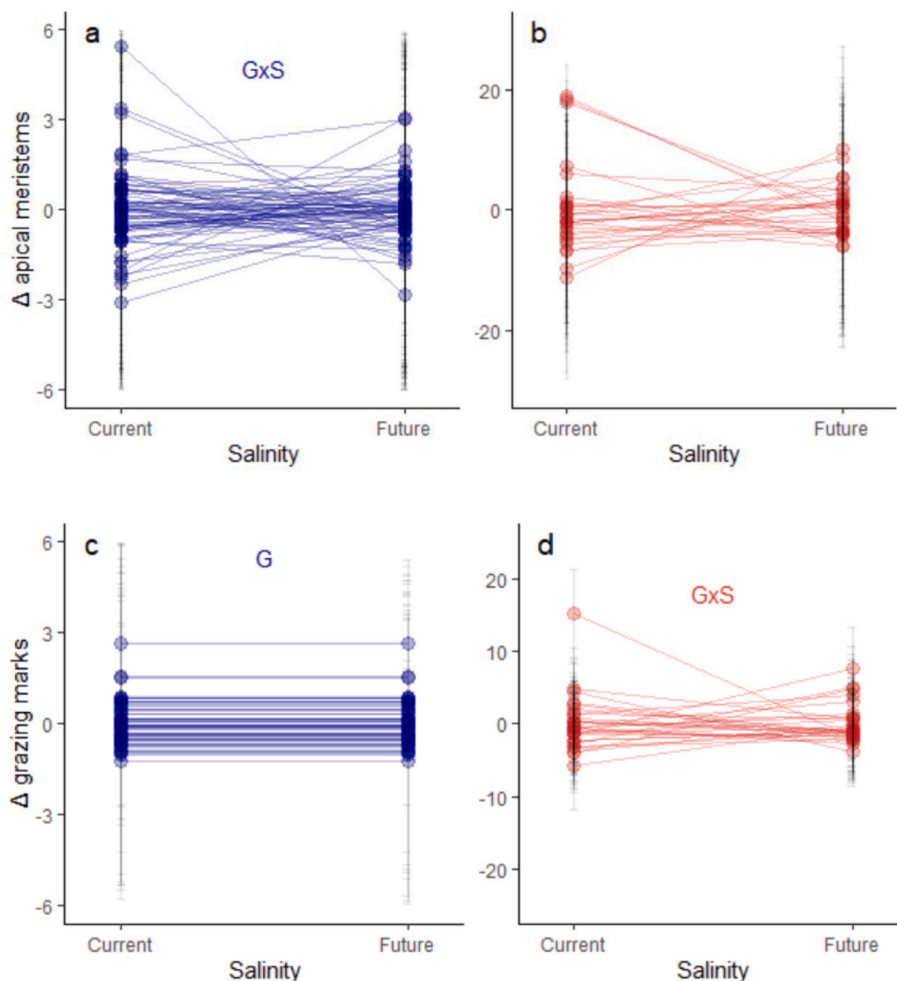 a
GxS
Δ apical meristems
6
3
0
-3
-6
Current
Future
Salinity
b
20
0
-20
Current
Future
Salinity
c
G
Δ grazing marks
6
3
0
-3
-6
Current
Future
Salinity
d
GxS
20
10
0
-10
-20
Current
Future
Salinity